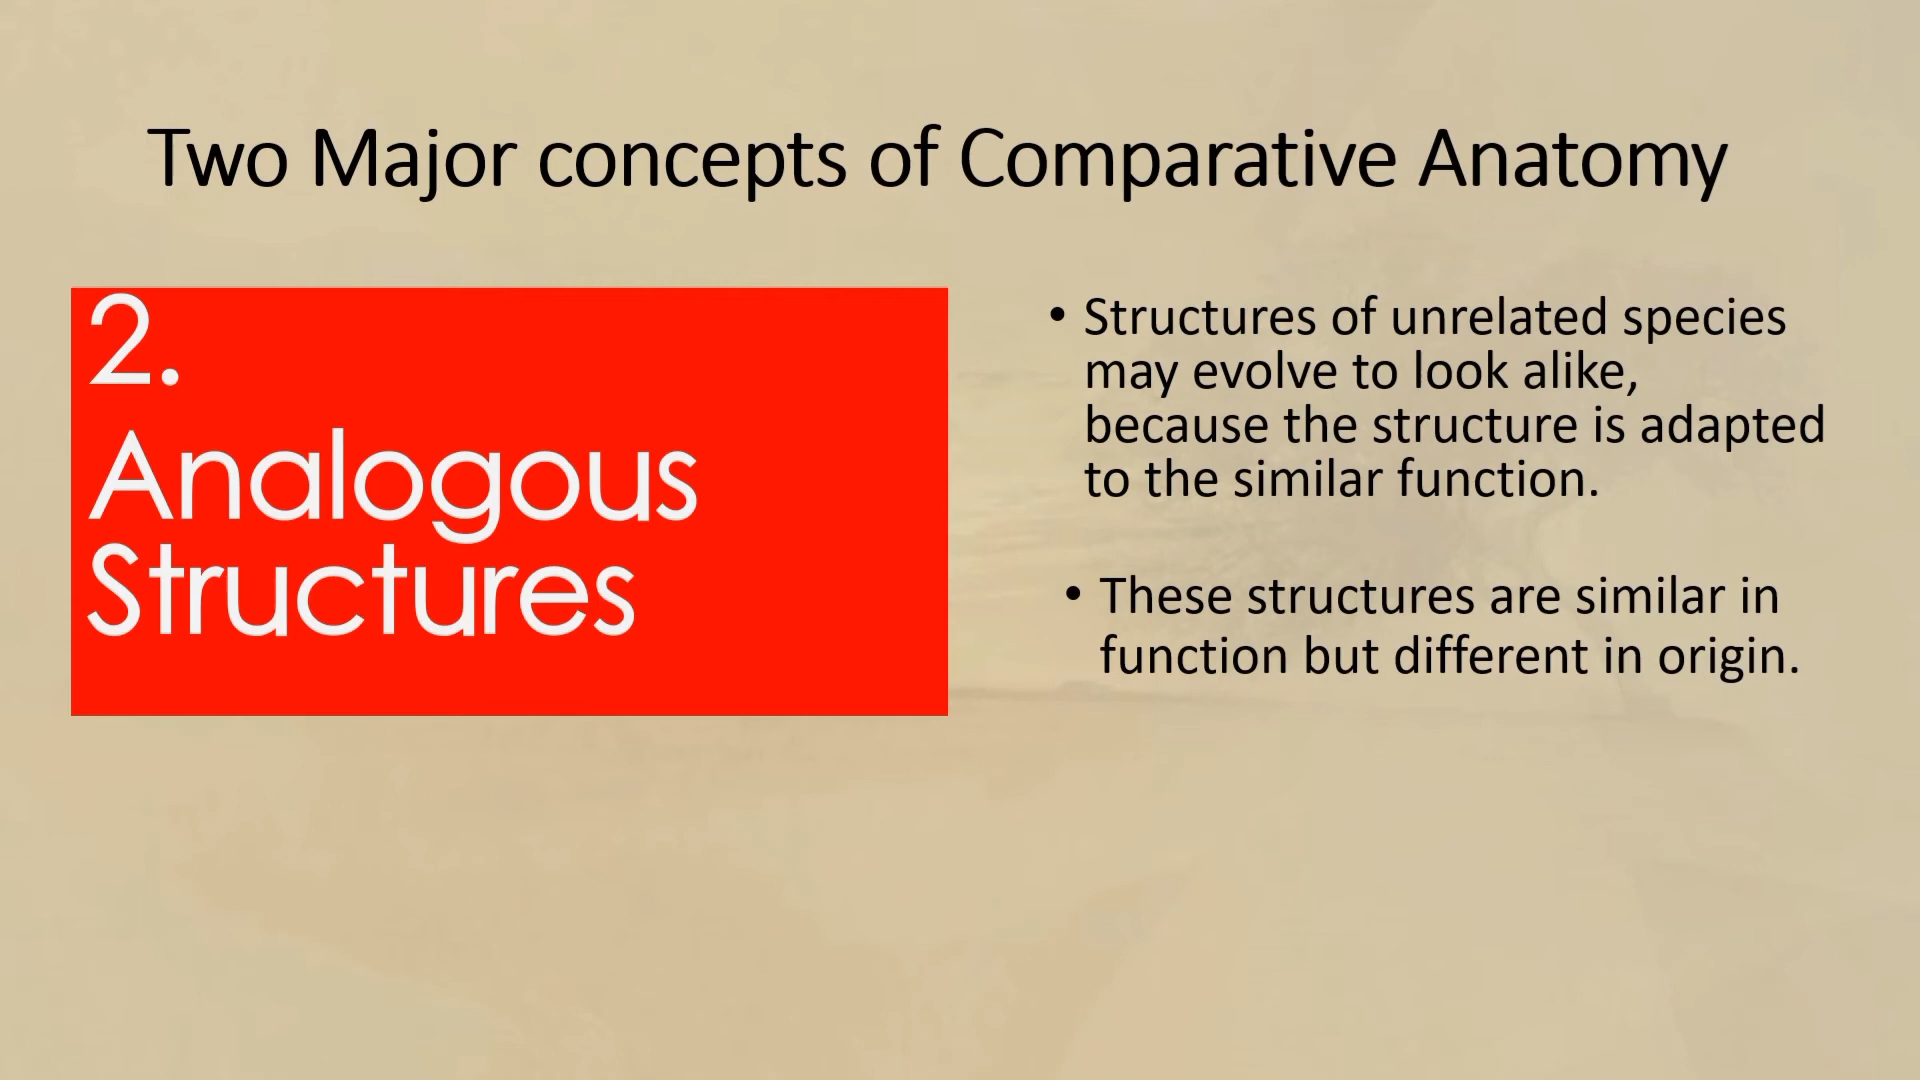 Two Major concepts of Comparative Anatomy
2.
Analogous
Structures
• Structures of unrelated species
may evolve to look alike,
because the structure is adapted
to the similar function.
• These structures are similar in
function but different in origin.